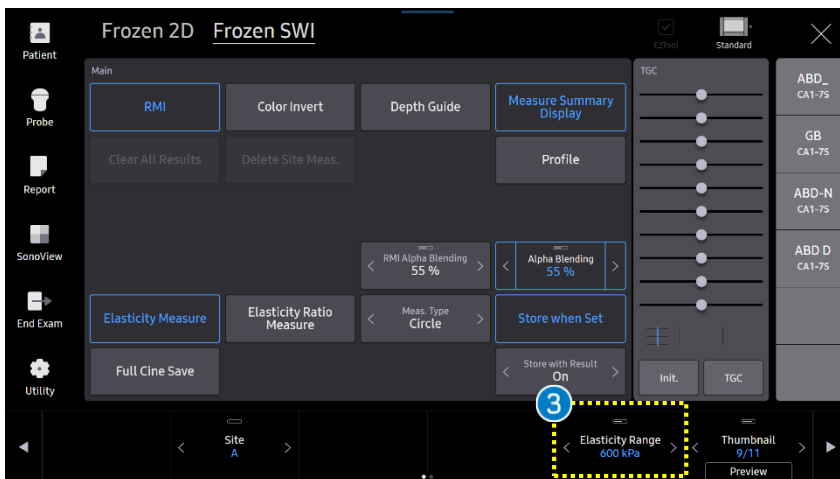 Patient
Probe
Report
SonoView
End Exam
Utility
Frozen 2D Frozen SWI
EzTool
Standard
Main
RMI
Color Invert
Depth Guide
Measure Summary
Display
Clear All Results
Delete Site Meas.
Profile
RMI Alpha Blending
55 %
Alpha Blending
55 %
Elasticity Measure
Elasticity Ratio
Measure
Meas. Type
Circle
Store when Set
Full Cine Save
Store with Result
On
TGC
Init.
TGC
ABD_
CA1-7S
GB
CA1-7S
ABD-N
CA1-7S
ABD D
CA1-7S
Site
A
3
Elasticity Range
600 kPa
Thumbnail
9/11
Preview